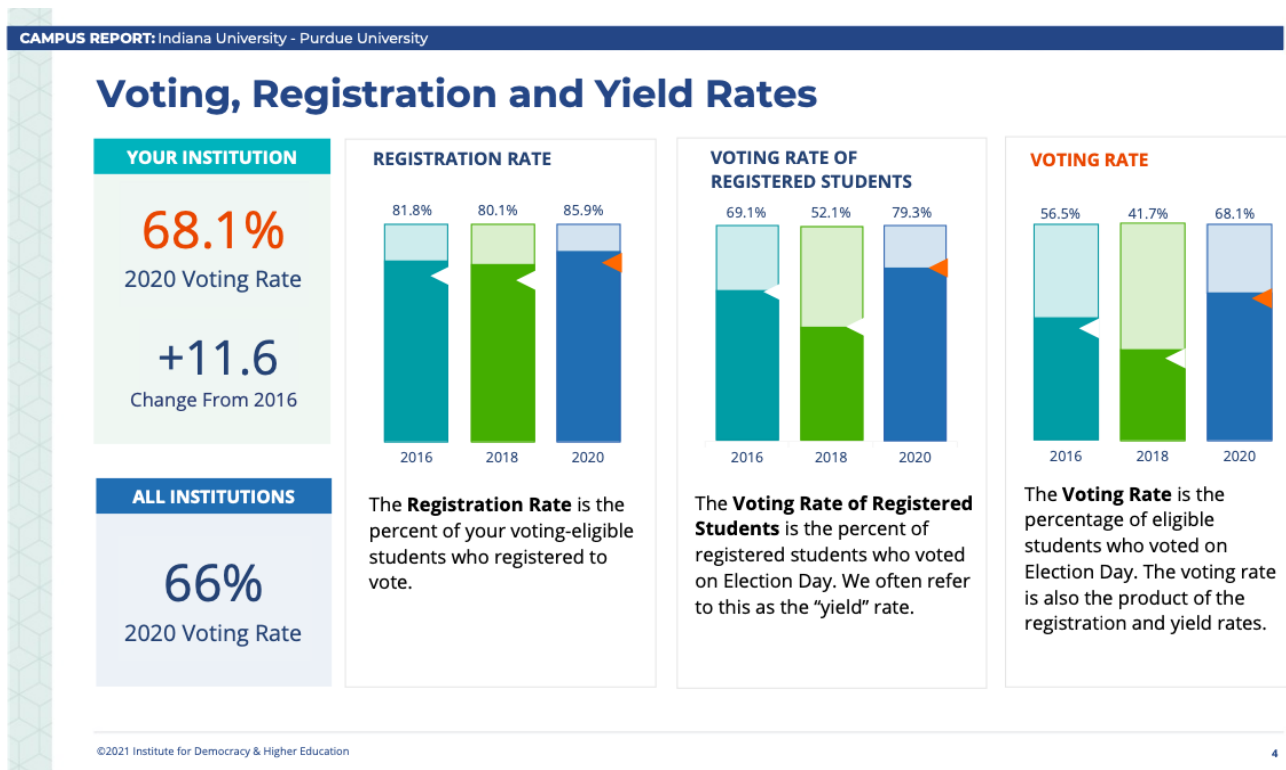 CAMPUS REPORT: Indiana University - Purdue University
Voting, Registration and Yield Rates
YOUR INSTITUTION
68.1%
2020 Voting Rate
+11.6
Change From 2016
ALL INSTITUTIONS
66%
2020 Voting Rate
REGISTRATION RATE
81.8% 80.1% 85.9%
2016 2018 2020
The Registration Rate is the
percent of your voting-eligible
students who registered to
vote.
VOTING RATE OF
REGISTERED STUDENTS
69.1% 52.1% 79.3%
2016 2018 2020
The Voting Rate of Registered
Students is the percent of
registered students who voted
on Election Day. We often refer
to this as the “yield” rate.
VOTING RATE
56.5% 41.7% 68.1%
2016 2018 2020
The Voting Rate is the
percentage of eligible
students who voted on
Election Day. The voting rate
is also the product of the
registration and yield rates.
©2021 Institute for Democracy & Higher Education
4